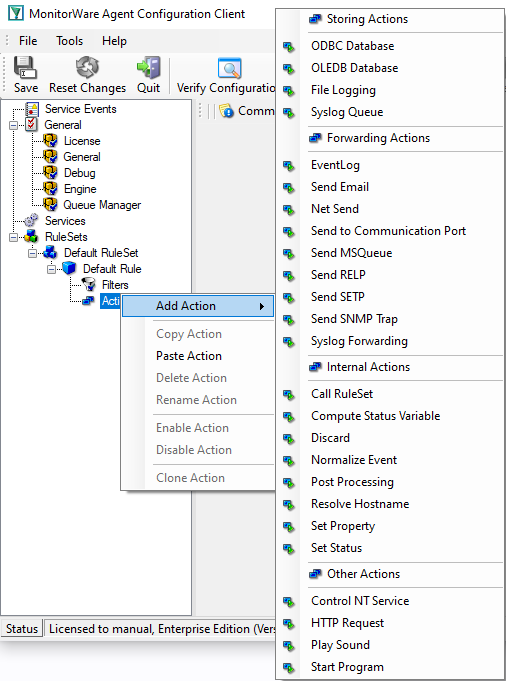 MonitorWare Agent Configuration Client
File Tools Help
Save Reset Changes Quit Verify Configuratio
Comm
Service Events
General
License
General
Debug
Engine
Queue Manager
Services
RuleSets
Default RuleSet
Default Rule
Filters
Acti
Add Action
Copy Action
Paste Action
Delete Action
Rename Action
Enable Action
Disable Action
Clone Action
Storing Actions
ODBC Database
OLEDB Database
File Logging
Syslog Queue
Forwarding Actions
EventLog
Send Email
Net Send
Send to Communication Port
Send MSQueue
Send RELP
Send SETP
Send SNMP Trap
Syslog Forwarding
Internal Actions
Call RuleSet
Compute Status Variable
Discard
Normalize Event
Post Processing
Resolve Hostname
Set Property
Set Status
Other Actions
Control NT Service
HTTP Request
Play Sound
Start Program
Status Licensed to manual, Enterprise Edition (Vers